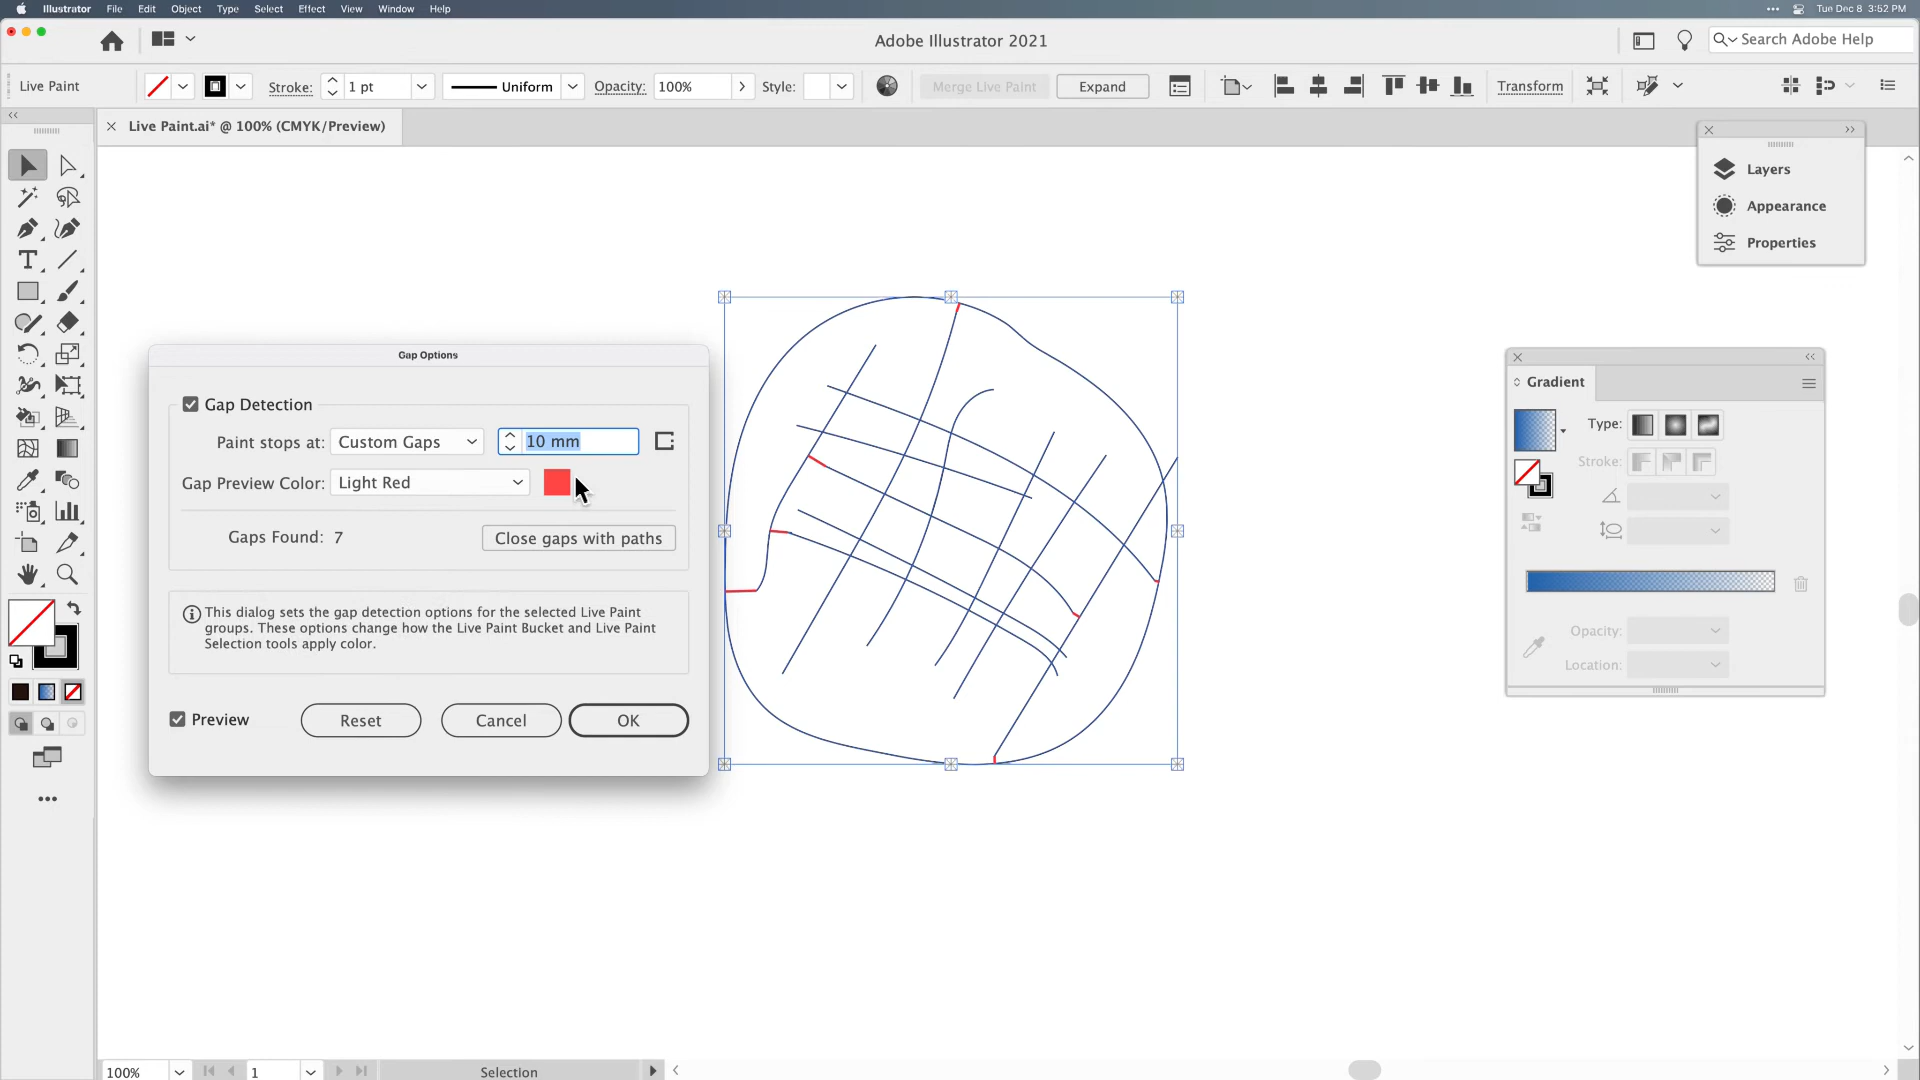 Illustrator File Edit Object Type Select Effect View Window Help
Tue Dec 8 3:52 PM
Adobe Illustrator 2021
Search Adobe Help
Live Paint
Stroke: 1 pt
Uniform
Opacity: 100%
Style:
Merge Live Paint
Expand
Transform
Live Paint.ai* @ 100% (CMYK/Preview)
Layers
Appearance
Properties
Gap Options
Gap Detection
Paint stops at: Custom Gaps 10 mm
Gap Preview Color: Light Red
Gaps Found: 7
Close gaps with paths
This dialog sets the gap detection options for the selected Live Paint
groups. These options change how the Live Paint Bucket and Live Paint
Selection tools apply color.
Preview
Reset
Cancel
OK
Gradient
Type:
Stroke:
Opacity:
Location:
100%
1
Selection